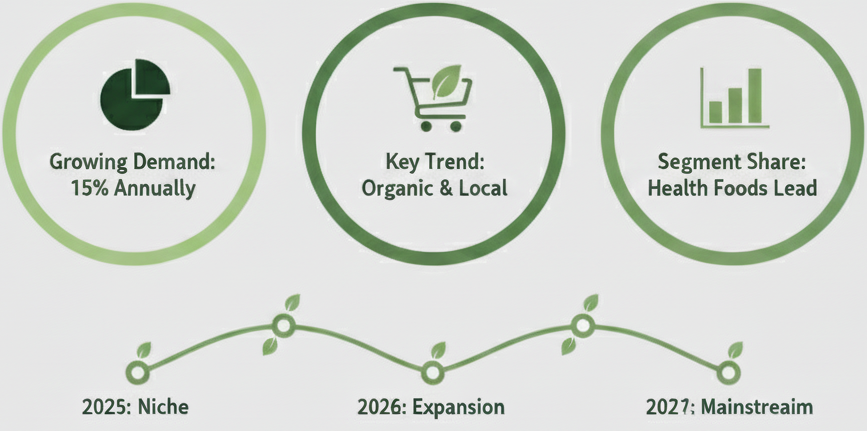 Growing Demand:
15% Annually
Key Trend:
Organic & Local
Segment Share:
Health Foods Lead
2025: Niche
2026: Expansion
2027: Mainstreaim